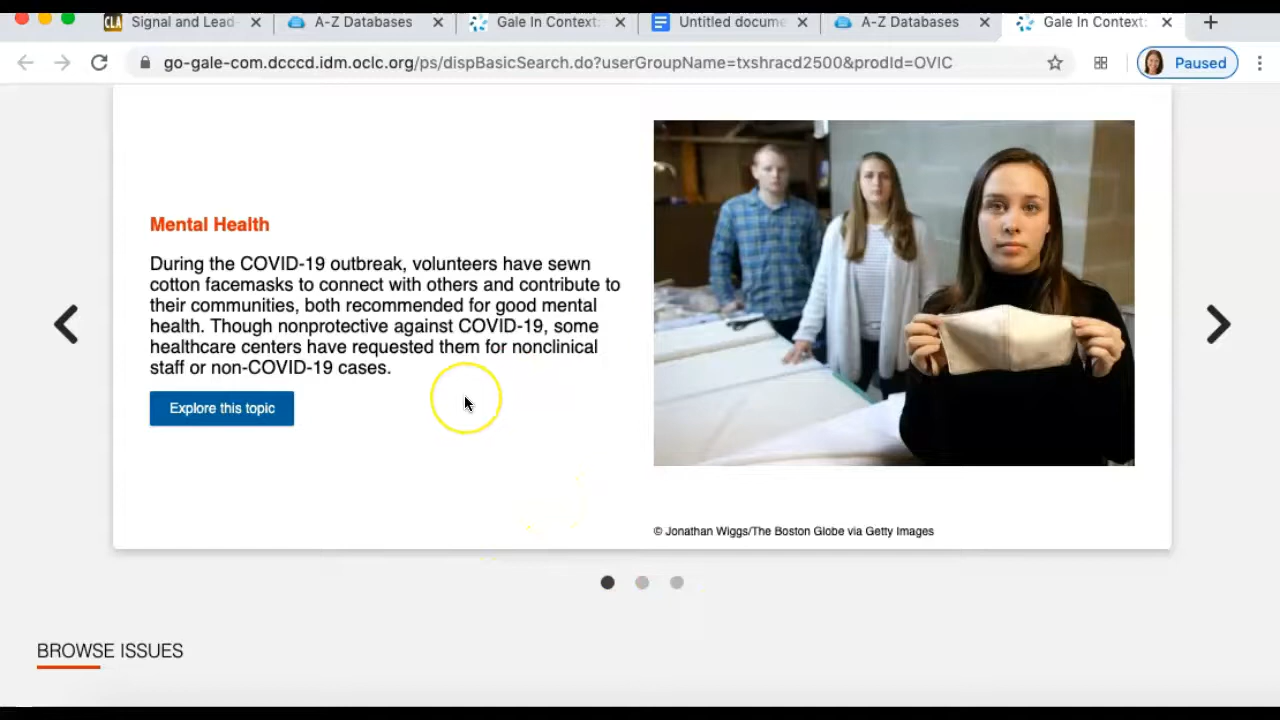 Signal and Lead-
A-Z Databases
Gale In Context:
Untitled docume
A-Z Databases
Gale In Context:
go-gale-com.dcccd.idm.oclc.org/ps/dispBasicSearch.do?userGroupName=txshracd2500&prodId=OVIC
Paused
Mental Health
During the COVID-19 outbreak, volunteers have sewn
cotton facemasks to connect with others and contribute to
their communities, both recommended for good mental
health. Though nonprotective against COVID-19, some
healthcare centers have requested them for nonclinical
staff or non-COVID-19 cases.
Explore this topic
© Jonathan Wiggs/The Boston Globe via Getty Images
BROWSE ISSUES